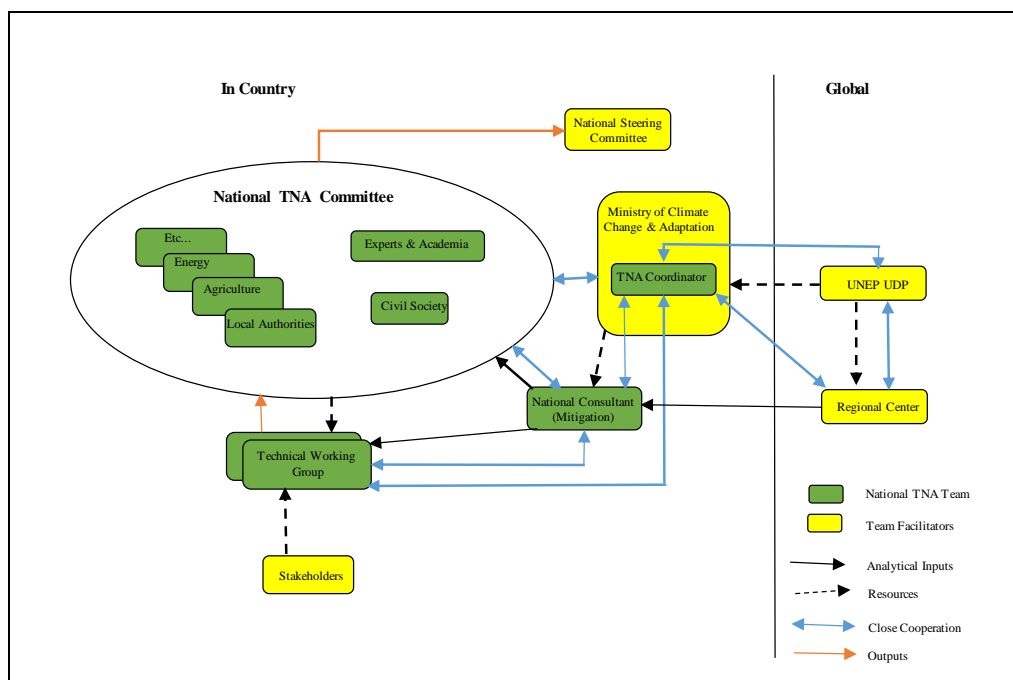 In Country
Global
National Steering
Committee
National TNA Committee
Ministry of Climate
Change & Adaptation
Etc...
Energy
Agriculture
Local Authorities
Experts & Academia
Civil Society
TNA Coordinator
UNEP UDP
National Consultant
(Mitigation)
Regional Center
Technical Working
Group
Stakeholders
National TNA Team
Team Facilitators
Analytical Inputs
Resources
Close Cooperation
Outputs